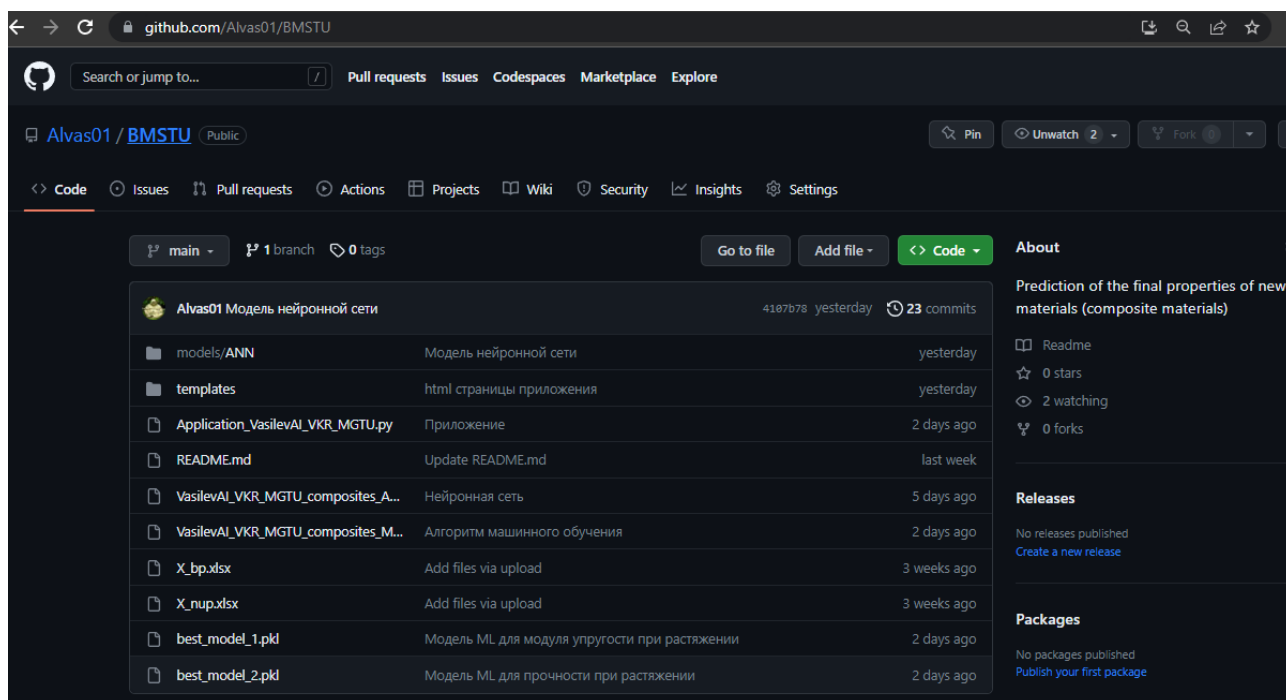 github.com/Alvas01/BMSTU
Search or jump to... / Pull requests Issues Codespaces Marketplace Explore
Alvas01 / BMSTU Public Pin Unwatch 2 Fork 0
Code Issues Pull requests Actions Projects Wiki Security Insights Settings
main 1 branch 0 tags Go to file Add file Code
Alvas01 Модель нейронной сети 4107b78 yesterday 23 commits
models/ANN Модель нейронной сети yesterday
templates html страницы приложения yesterday
Application_VasilevAI_VKR_MGTU.py Приложение 2 days ago
README.md Update README.md last week
VasilevAI_VKR_MGTU_composites_A... Нейронная сеть 5 days ago
VasilevAI_VKR_MGTU_composites_M... Алгоритм машинного обучения 2 days ago
X_bp.xlsx Add files via upload 3 weeks ago
X_nup.xlsx Add files via upload 3 weeks ago
best_model_1.pkl Модель ML для модуля упругости при растяжении 2 days ago
best_model_2.pkl Модель ML для прочности при растяжении 2 days ago
About
Prediction of the final properties of new
materials (composite materials)
Readme
0 stars
2 watching
0 forks
Releases
No releases published
Create a new release
Packages
No packages published
Publish your first package